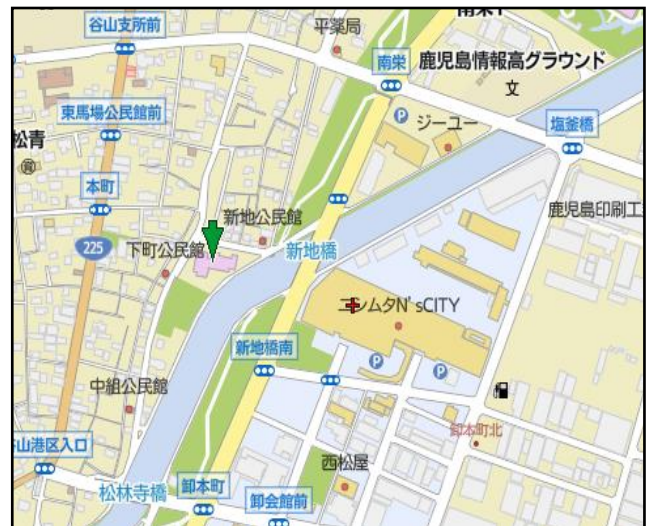 谷山支所前
平薬局
南栄
鹿児島情報高グラウンド
文
東馬場公民館前
ジーユー
塩釜橋
松青
本町
鹿児島印刷工
新地公民館
225
下町公民館
新地橋
ニシムタN'sCITY
新地橋南
中組公民館
卸本町北
山港区入口
西松屋
松林寺橋
卸本町
卸会館前